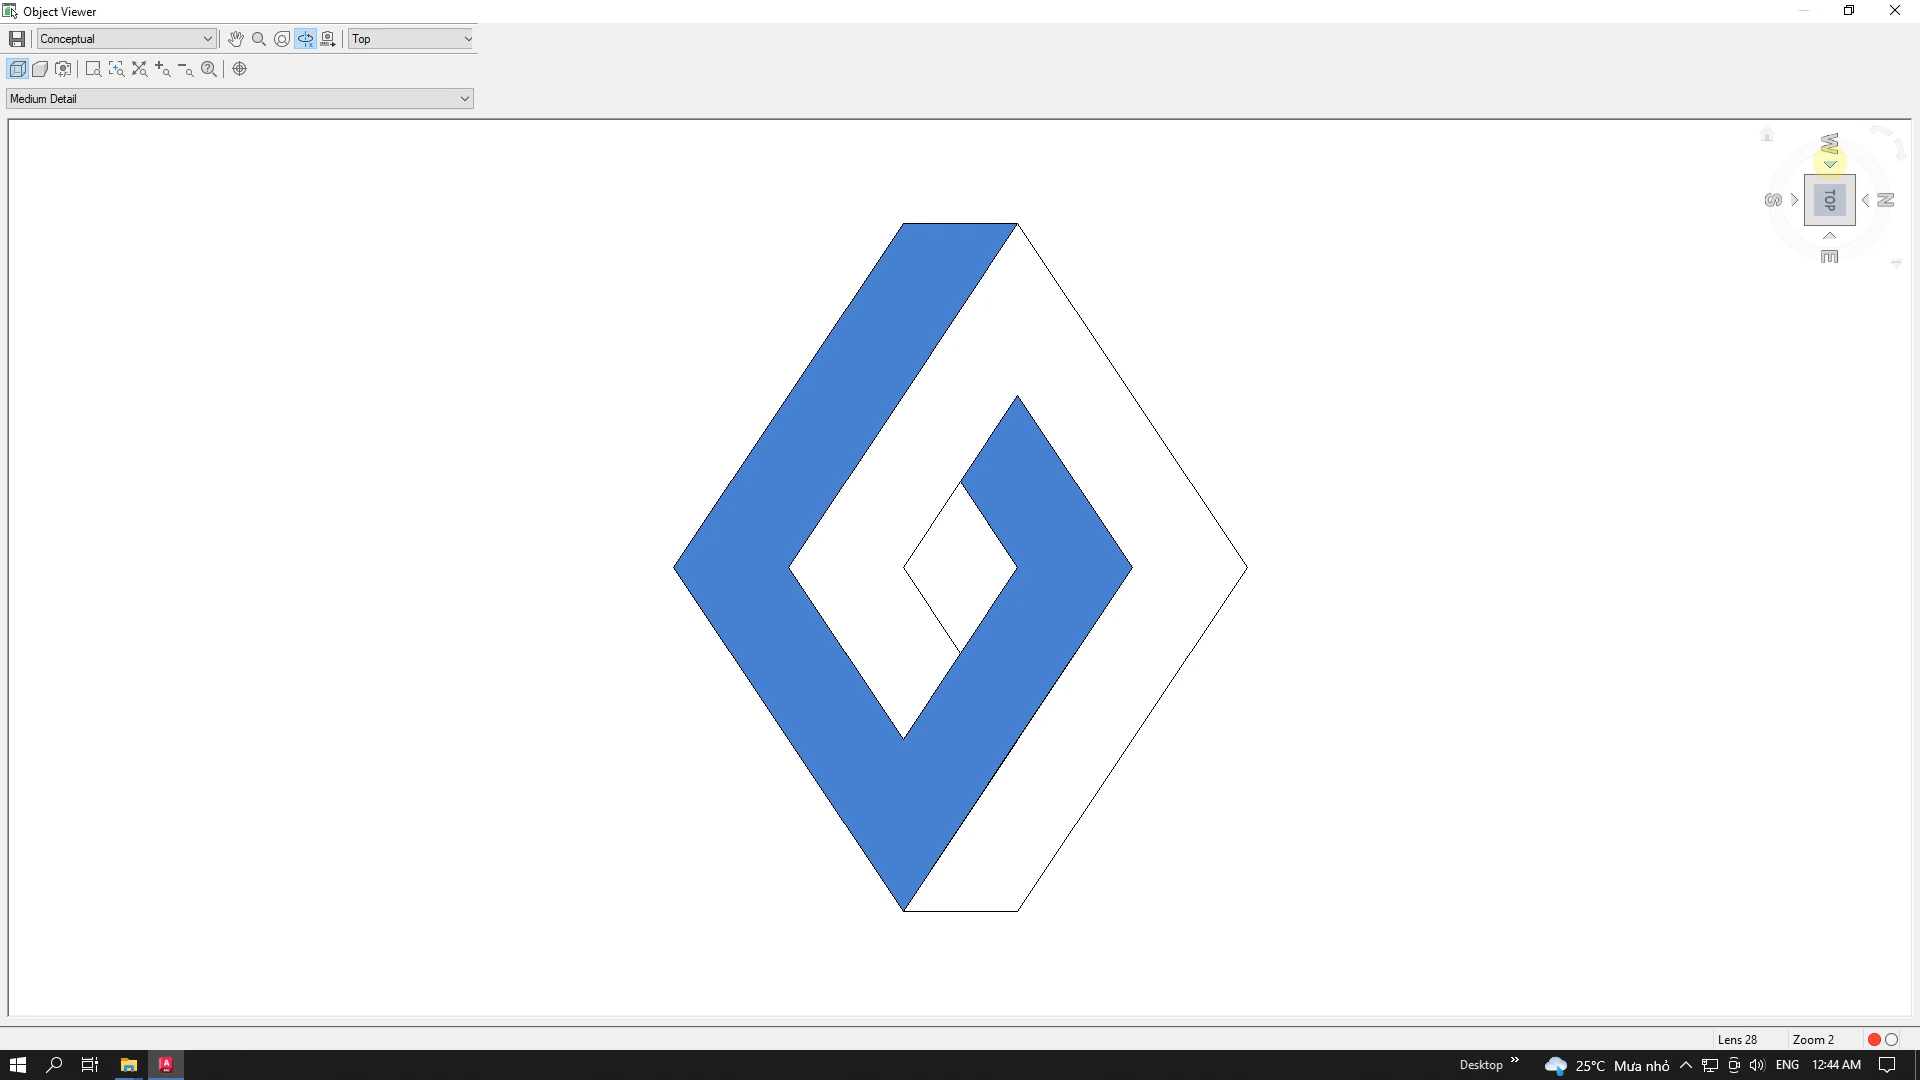 Object Viewer
Conceptual
Top
Medium Detail
W
S
TOP
N
E
Lens 28
Zoom 2
Desktop
25°C Mưa nhỏ
ENG
12:44 AM